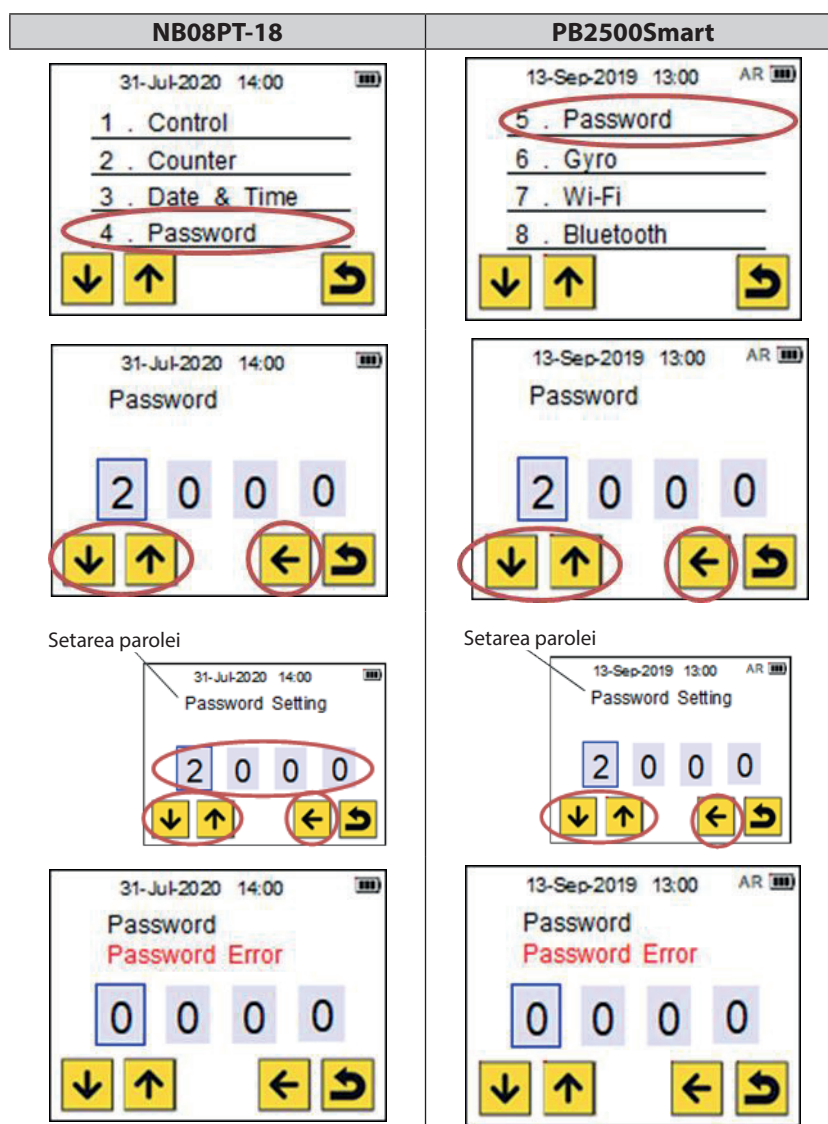 NB08PT-18
PB2500Smart
31-Jul-2020 14:00
1 . Control
2 . Counter
3 . Date & Time
4 . Password
13-Sep-2019 13:00 AR
5 . Password
6 . Gyro
7 . Wi-Fi
8 . Bluetooth
31-Jul-2020 14:00
Password
2 0 0 0
13-Sep-2019 13:00 AR
Password
2 0 0 0
Setarea parolei
31-Jul-2020 14:00
Password Setting
2 0 0 0
Setarea parolei
13-Sep-2019 13:00 AR
Password Setting
2 0 0 0
31-Jul-2020 14:00
Password
Password Error
0 0 0 0
13-Sep-2019 13:00 AR
Password
Password Error
0 0 0 0